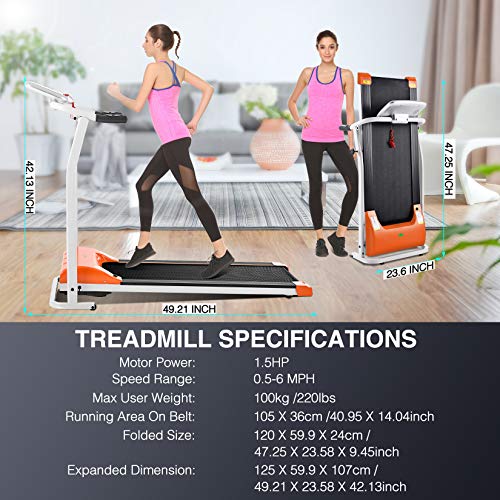 42.13 INCH
49.21 INCH
47.25 INCH
23.6 INCH
TREADMILL SPECIFICATIONS
Motor Power: 1.5HP
Speed Range: 0.5-6 MPH
Max User Weight: 100kg /220lbs
Running Area On Belt: 105 X 36cm /40.95 X 14.04inch
Folded Size: 120 X 59.9 X 24cm /
47.25 X 23.58 X 9.45inch
Expanded Dimension: 125 X 59.9 X 107cm /
49.21 X 23.58 X 42.13inch